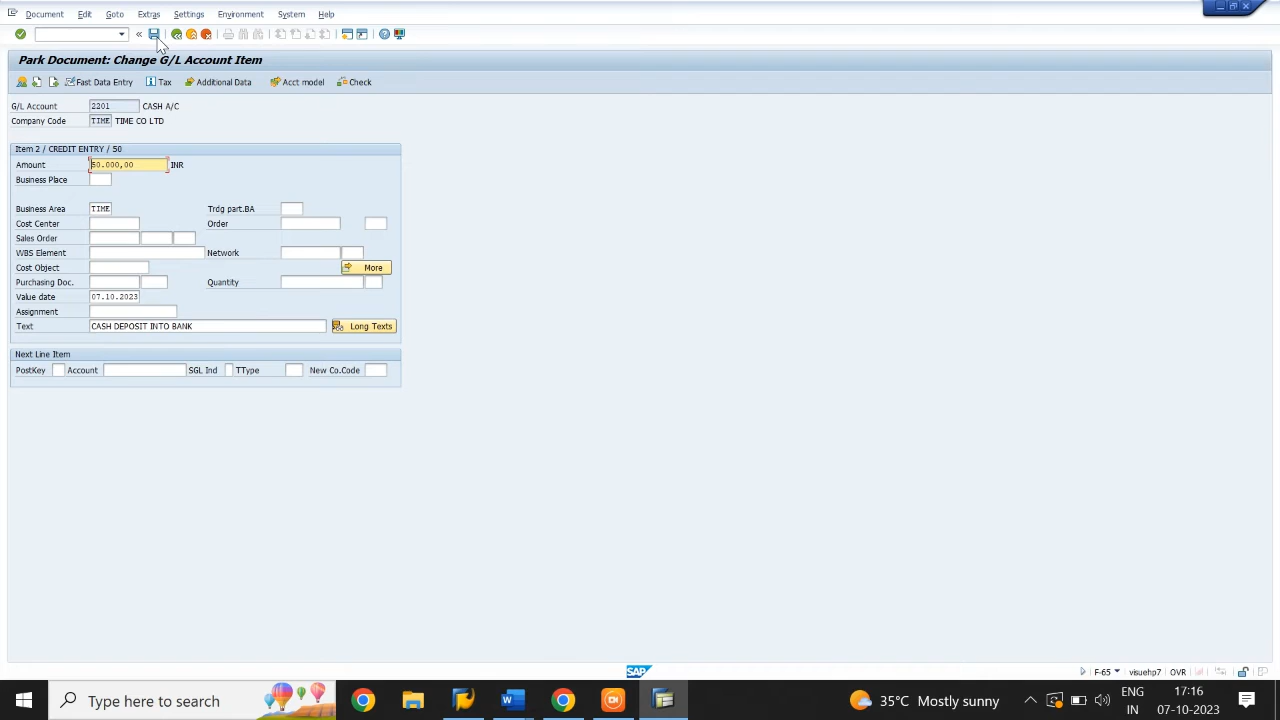 Document Edit Goto Extras Settings Environment System Help
Park Document: Change G/L Account Item
Fast Data Entry Tax Additional Data Acct model Check
G/L Account 2201 CASH A/C
Company Code TIME TIME CO LTD
Item 2 / CREDIT ENTRY / 50
Amount 50.000,00 INR
Business Place
Business Area TIME Trdg part.BA
Cost Center Order
Sales Order
WBS Element Network
Cost Object More
Purchasing Doc. Quantity
Value date 07.10.2023
Assignment
Text CASH DEPOSIT INTO BANK Long Texts
Next Line Item
PostKey Account SGL Ind TType New Co.Code
SAP F-65 visuehp7 OVR
Type here to search 35°C Mostly sunny ENG 17:16
IN 07-10-2023